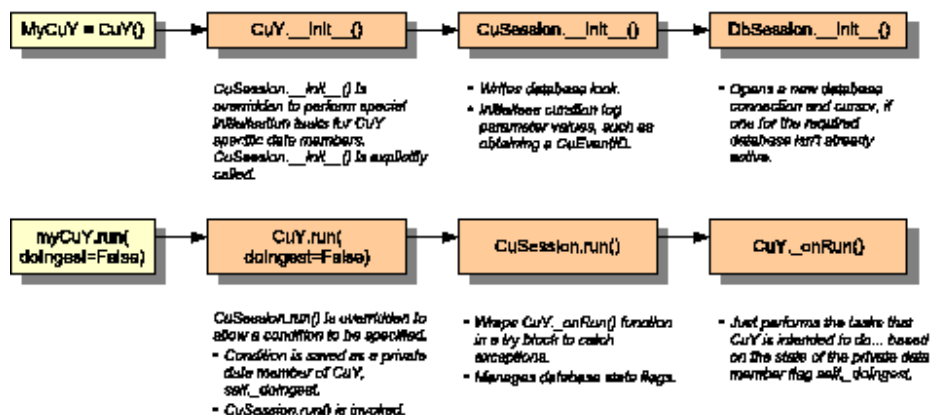 MyCuY = CuY()
CuY.__init__()
CuSession.__init__()
DbSession.__init__()
CuSession.__init__() is
overridden to perform special
initialisation tasks for CuY
specific data members.
CuSession.__init__() is explicitly
called.
• Writes database lock.
• Initialises curation log
parameter values, such as
obtaining a CuEventID.
• Opens a new database
connection and cursor, if
one for the required
database isn't already
active.
myCuY.run(
doIngest=False)
CuY.run(
doIngest=False)
CuSession.run()
CuY._onRun()
CuSession.run() is overridden to
allow a condition to be specified.
• Condition is saved as a private
data member of CuY,
self._doIngest.
• CuSession.run() is invoked.
• Wraps CuY._onRun() function
in a try block to catch
exceptions.
• Manages database state flags.
• Just performs the tasks that
CuY is intended to do... based
on the state of the private data
member flag self._doIngest.